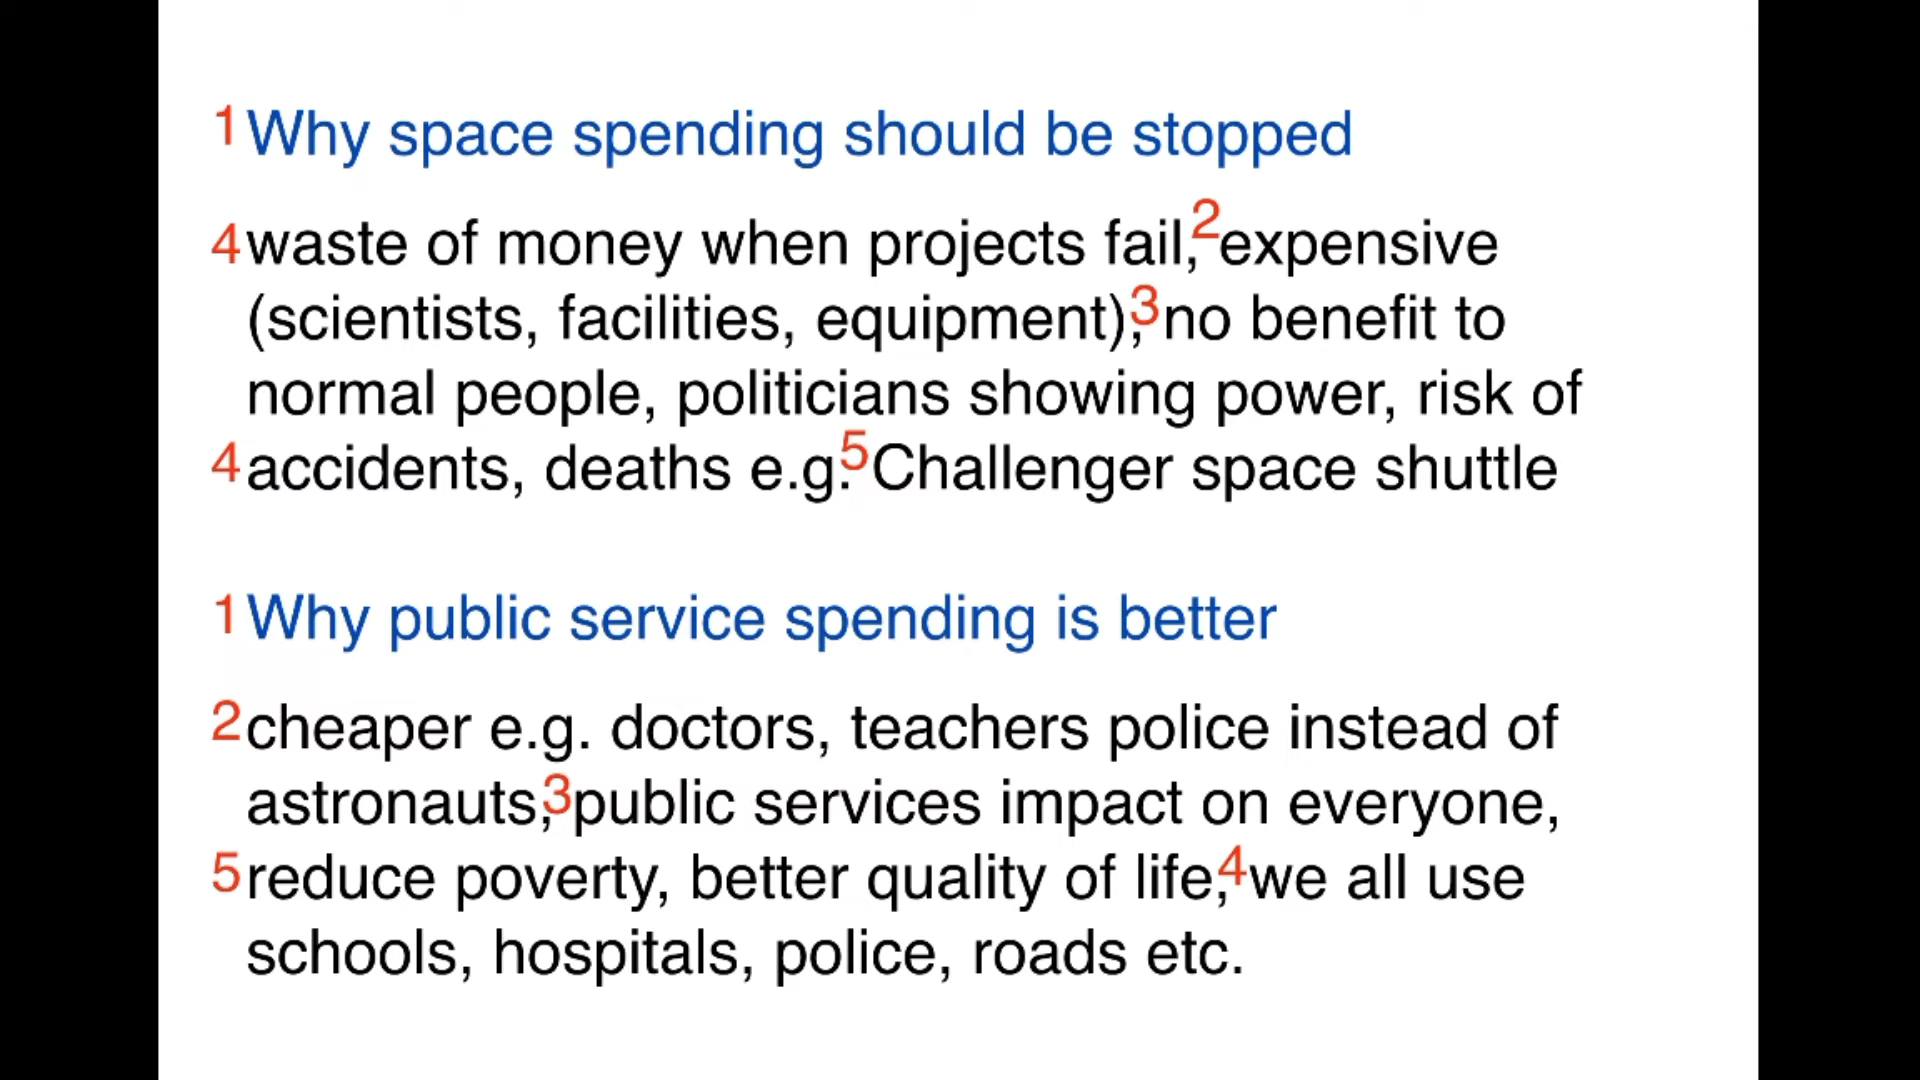 1 Why space spending should be stopped
4 waste of money when projects fail, 2 expensive
(scientists, facilities, equipment), 3 no benefit to
normal people, politicians showing power, risk of
4 accidents, deaths e.g. 5 Challenger space shuttle
1 Why public service spending is better
2 cheaper e.g. doctors, teachers police instead of
astronauts, 3 public services impact on everyone,
5 reduce poverty, better quality of life, 4 we all use
schools, hospitals, police, roads etc.